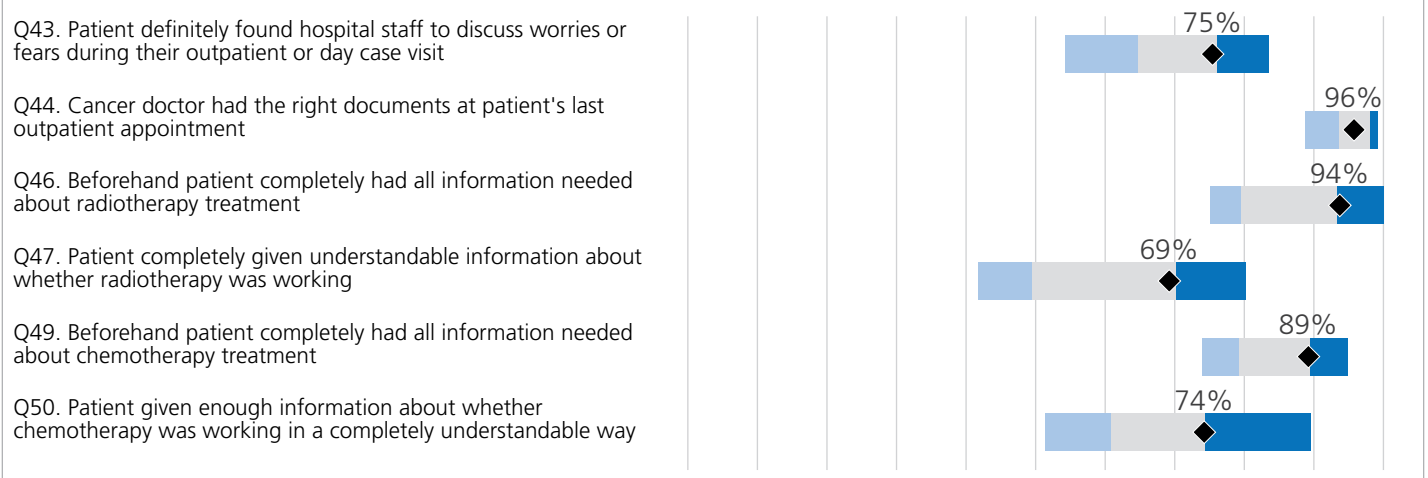 Q43. Patient definitely found hospital staff to discuss worries or
fears during their outpatient or day case visit
75%
Q44. Cancer doctor had the right documents at patient's last
outpatient appointment
96%
Q46. Beforehand patient completely had all information needed
about radiotherapy treatment
94%
Q47. Patient completely given understandable information about
whether radiotherapy was working
69%
Q49. Beforehand patient completely had all information needed
about chemotherapy treatment
89%
Q50. Patient given enough information about whether
chemotherapy was working in a completely understandable way
74%